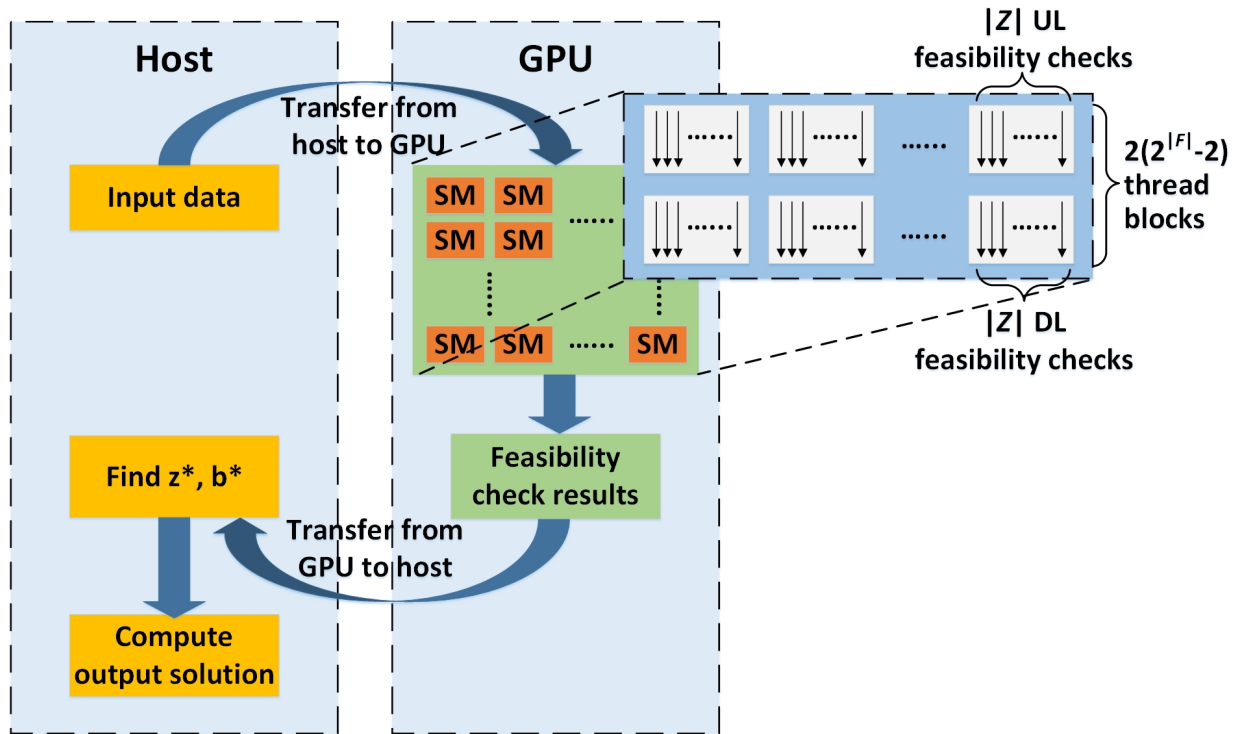 Host
GPU
|Z| UL
feasibility checks
Transfer from
host to GPU
Input data
SM SM ......
SM SM
SM SM ...... SM
...... ...... ...... ......
...... ...... ...... ......
2(2^|F|-2)
thread
blocks
|Z| DL
feasibility checks
Find z*, b*
Feasibility
check results
Transfer from
GPU to host
Compute
output solution